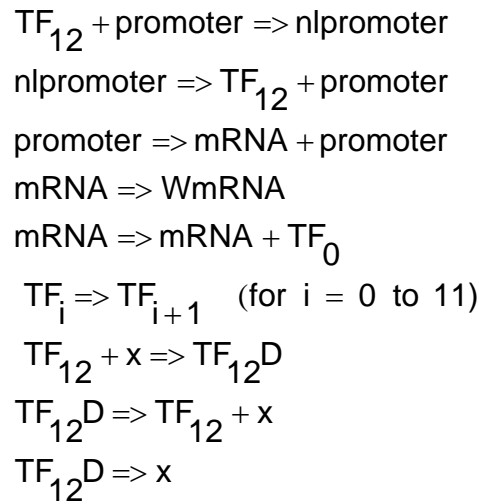 TF₁₂ + promoter => nlpromoter
nlpromoter => TF₁₂ + promoter
promoter => mRNA + promoter
mRNA => WmRNA
mRNA => mRNA + TF₀
TFᵢ => TFᵢ₊₁ (for i = 0 to 11)
TF₁₂ + x => TF₁₂D
TF₁₂D => TF₁₂ + x
TF₁₂D => x